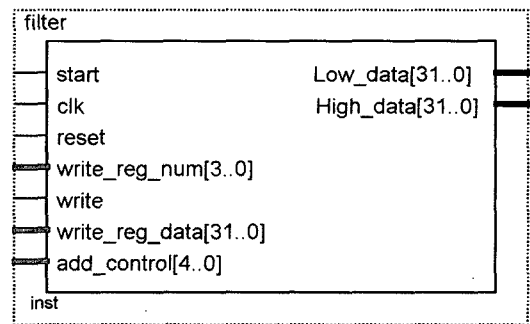 filter
start Low_data[31..0]
clk High_data[31..0]
reset
write_reg_num[3..0]
write
write_reg_data[31..0]
add_control[4..0]
inst